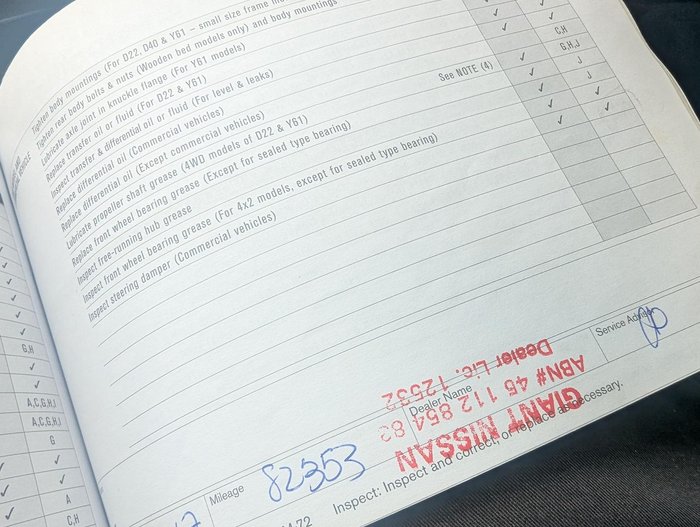 Tighten body mountings (For D22, D40 & Y61 – small size frame
Tighten rear body bolts & nuts (Wooden bed models only) and body mountings
Lubricate axle joint in knuckle flange (For Y61 models)
Replace transfer oil or fluid (For D22 & Y61)
Inspect transfer & differential oil or fluid (For level & leaks)
Replace differential oil (Commercial vehicles)
Replace differential oil (Except commercial vehicles) See NOTE (4)
Lubricate propeller shaft grease (4WD models of D22 & Y61)
Replace front wheel bearing grease (Except for sealed type bearing)
Inspect free-running hub grease
Inspect front wheel bearing grease (For 4x2 models, except for sealed type bearing)
Inspect steering damper (Commercial vehicles)
✓ ✓
✓ ✓
✓ C,H
✓ G,H,J
✓ J
✓ J
✓ ✓
✓ ✓
VEHICLE
✓
✓
✓
✓
✓
G,H
✓
✓
A,C,G,H,J
A,C,G,H,J
G
✓ ✓
✓ ✓
A
C,H
Mileage
82353
Dealer Name
GIANT NISSAN
ABN# 45 112 854 83
Dealer Lic. 12532
Service Advisor
Inspect: Inspect and correct, or replace as necessary.
72